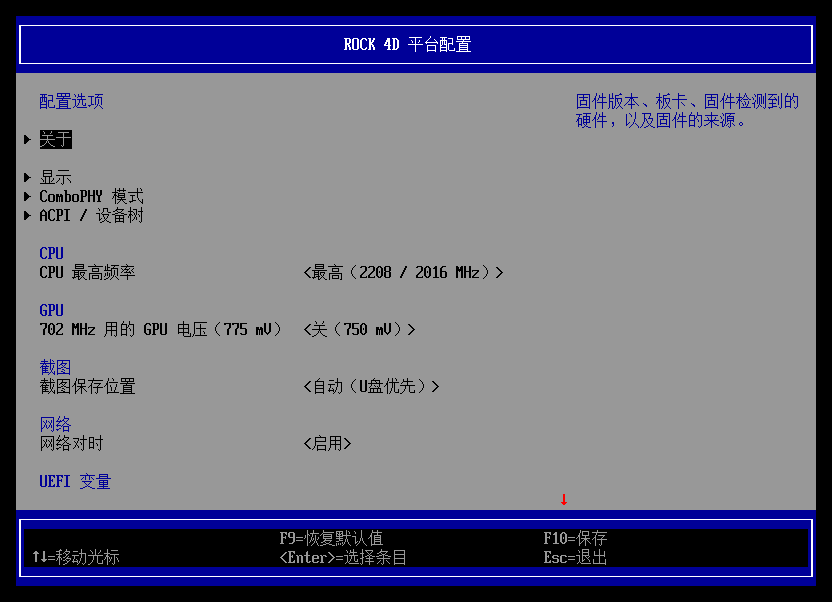 ROCK 4D 平台配置
配置选项
固件版本、板卡、固件检测到的
硬件，以及固件的来源。
关于
显示
ComboPHY 模式
ACPI / 设备树
CPU
CPU 最高频率 <最高（2208 / 2016 MHz）>
GPU
702 MHz 用的 GPU 电压（775 mV） <关（750 mV）>
截图
截图保存位置 <自动（U盘优先）>
网络
网络对时 <启用>
UEFI 变量
↓
F9=恢复默认值 F10=保存
↑↓=移动光标 <Enter>=选择条目 Esc=退出